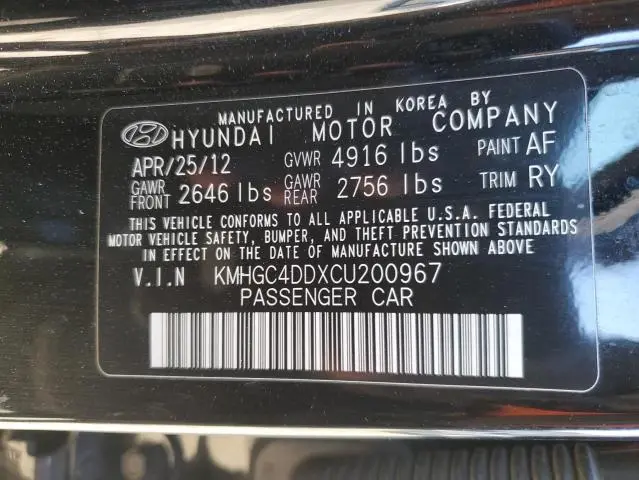 MANUFACTURED IN KOREA BY
HYUNDAI MOTOR COMPANY
APR/25/12 GVWR 4916 lbs PAINT AF
GAWR FRONT 2646 lbs GAWR REAR 2756 lbs TRIM RY
THIS VEHICLE CONFORMS TO ALL APPLICABLE U.S.A. FEDERAL
MOTOR VEHICLE SAFETY, BUMPER, AND THEFT PREVENTION STANDARDS
IN EFFECT ON THE DATE OF MANUFACTURE SHOWN ABOVE.
V.I.N KMHGC4DDXCU200967
PASSENGER CAR